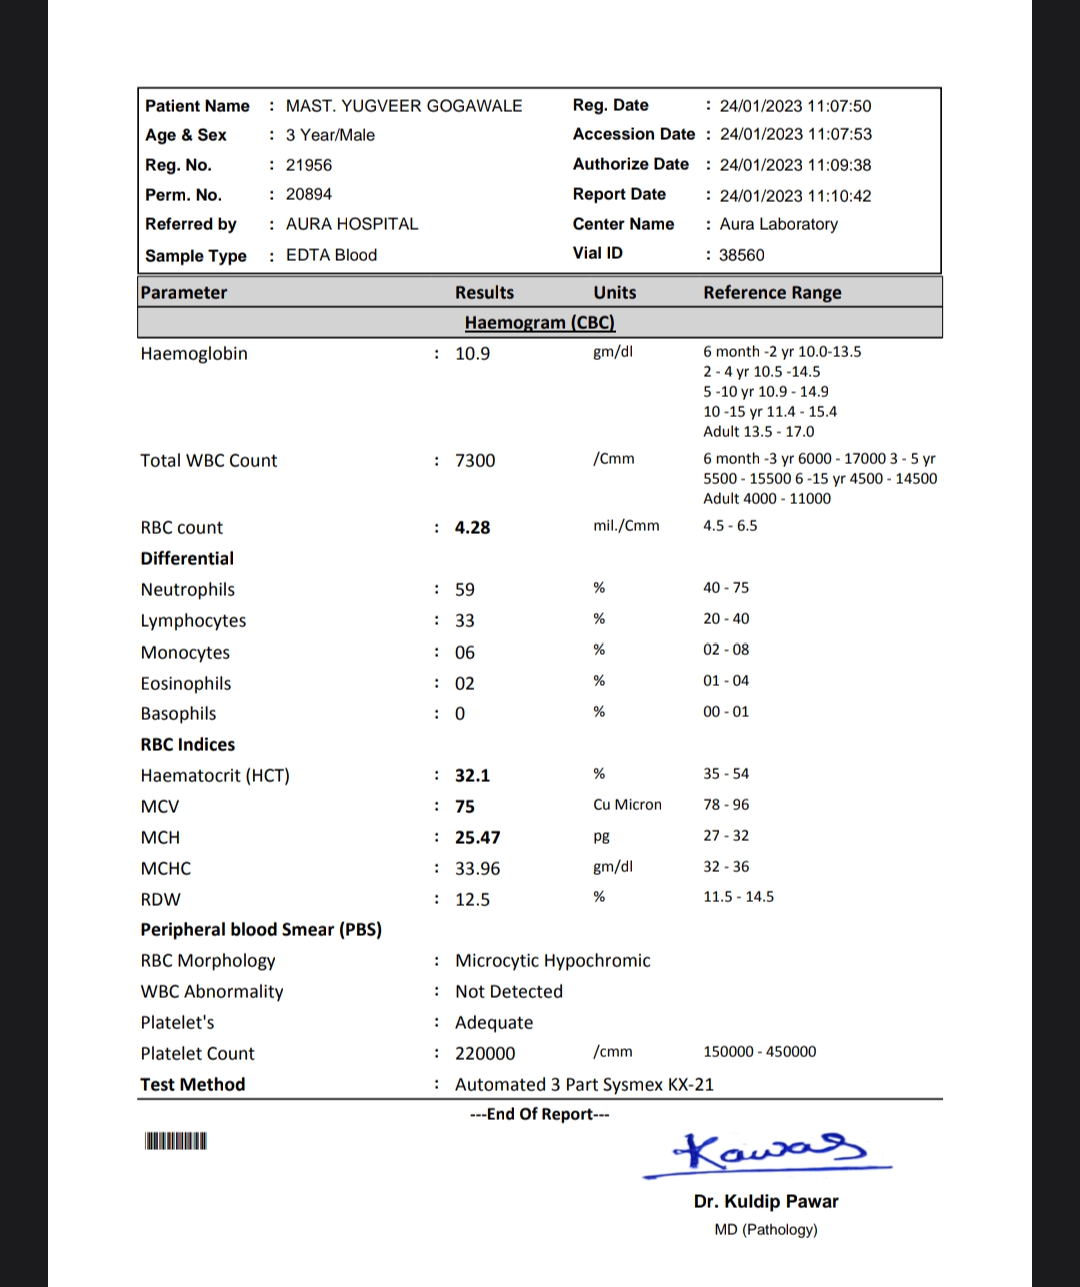 Patient Name : MAST. YUGVEER GOGAWALE Reg. Date : 24/01/2023 11:07:50
Age & Sex : 3 Year/Male Accession Date : 24/01/2023 11:07:53
Reg. No. : 21956 Authorize Date : 24/01/2023 11:09:38
Perm. No. : 20894 Report Date : 24/01/2023 11:10:42
Referred by : AURA HOSPITAL Center Name : Aura Laboratory
Sample Type : EDTA Blood Vial ID : 38560
Parameter Results Units Reference Range
Haemogram (CBC)
Haemoglobin : 10.9 gm/dl 6 month -2 yr 10.0-13.5
2 - 4 yr 10.5 -14.5
5 -10 yr 10.9 - 14.9
10 -15 yr 11.4 - 15.4
Adult 13.5 - 17.0
Total WBC Count : 7300 /Cmm 6 month -3 yr 6000 - 17000 3 - 5 yr
5500 - 15500 6 -15 yr 4500 - 14500
Adult 4000 - 11000
RBC count : 4.28 mil./Cmm 4.5 - 6.5
Differential
Neutrophils : 59 % 40 - 75
Lymphocytes : 33 % 20 - 40
Monocytes : 06 % 02 - 08
Eosinophils : 02 % 01 - 04
Basophils : 0 % 00 - 01
RBC Indices
Haematocrit (HCT) : 32.1 % 35 - 54
MCV : 75 Cu Micron 78 - 96
MCH : 25.47 pg 27 - 32
MCHC : 33.96 gm/dl 32 - 36
RDW : 12.5 % 11.5 - 14.5
Peripheral blood Smear (PBS)
RBC Morphology : Microcytic Hypochromic
WBC Abnormality : Not Detected
Platelet's : Adequate
Platelet Count : 220000 /cmm 150000 - 450000
Test Method : Automated 3 Part Sysmex KX-21
---End Of Report---
Dr. Kuldip Pawar
MD (Pathology)